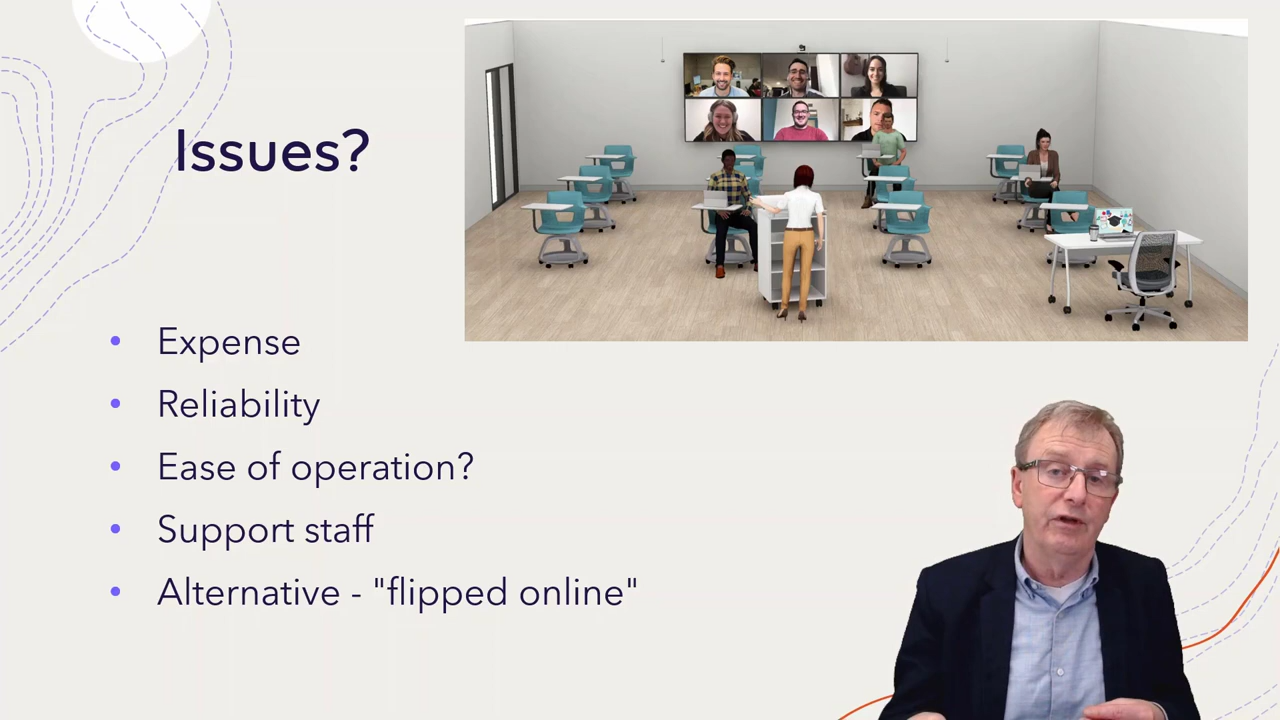 Issues?
Expense
Reliability
Ease of operation?
Support staff
Alternative - "flipped online"